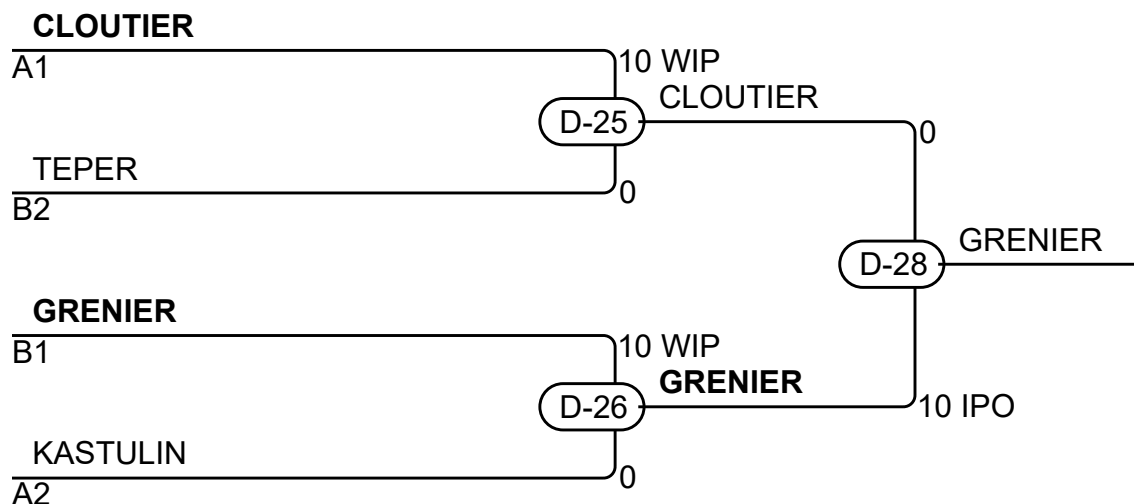 CLOUTIER
A1
10 WIP
CLOUTIER
D-25
0
TEPER
0
B2
GRENIER
D-28
GRENIER
B1
10 WIP
GRENIER
D-26
10 IPO
KASTULIN
0
A2